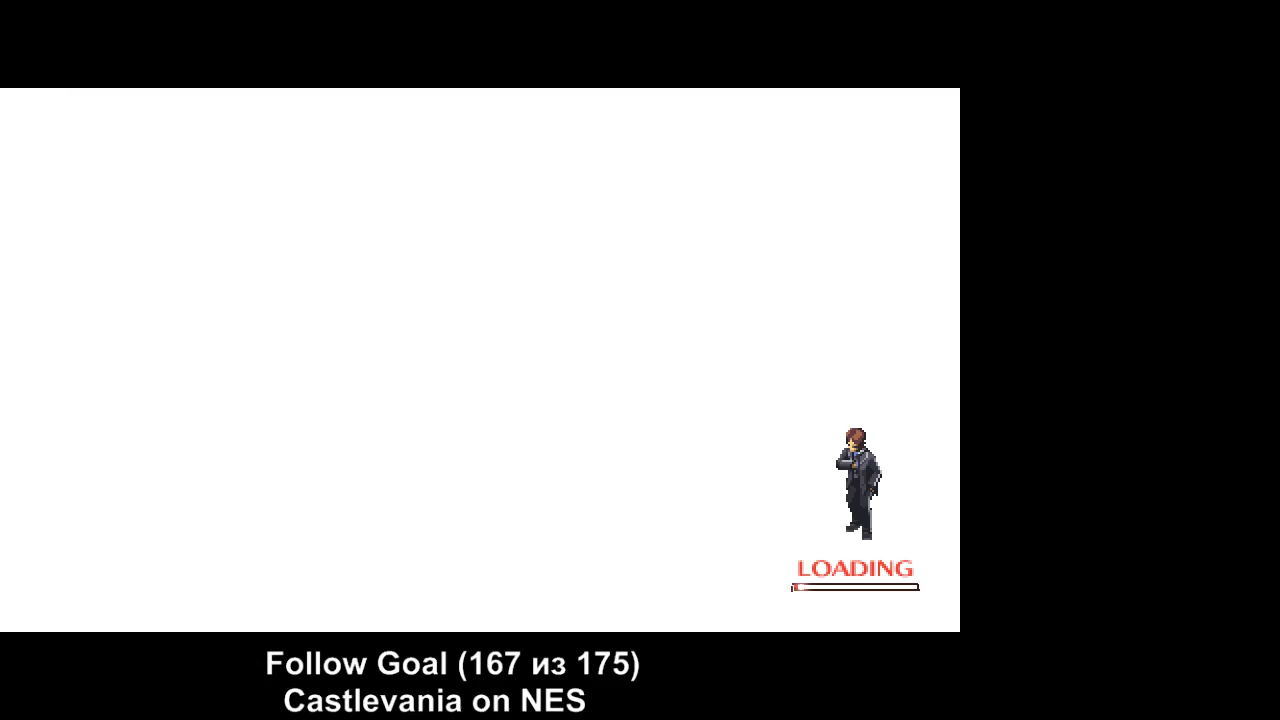 LOADING
Follow Goal (167 из 175)
Castlevania on NES